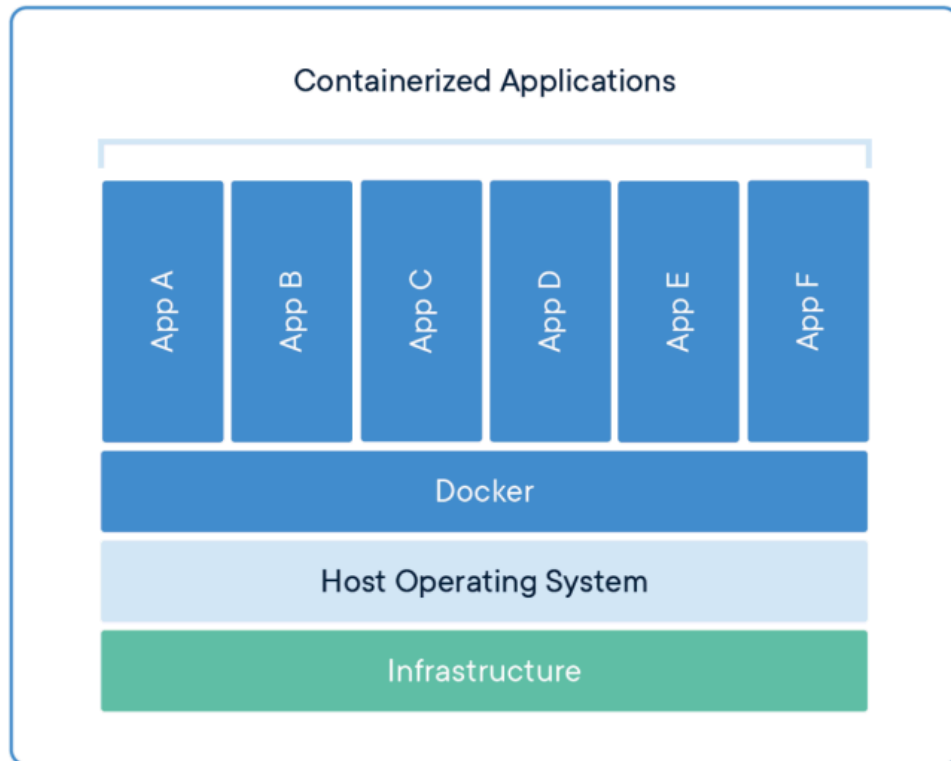 Containerized Applications
App A
App B
App C
App D
App E
App F
Docker
Host Operating System
Infrastructure